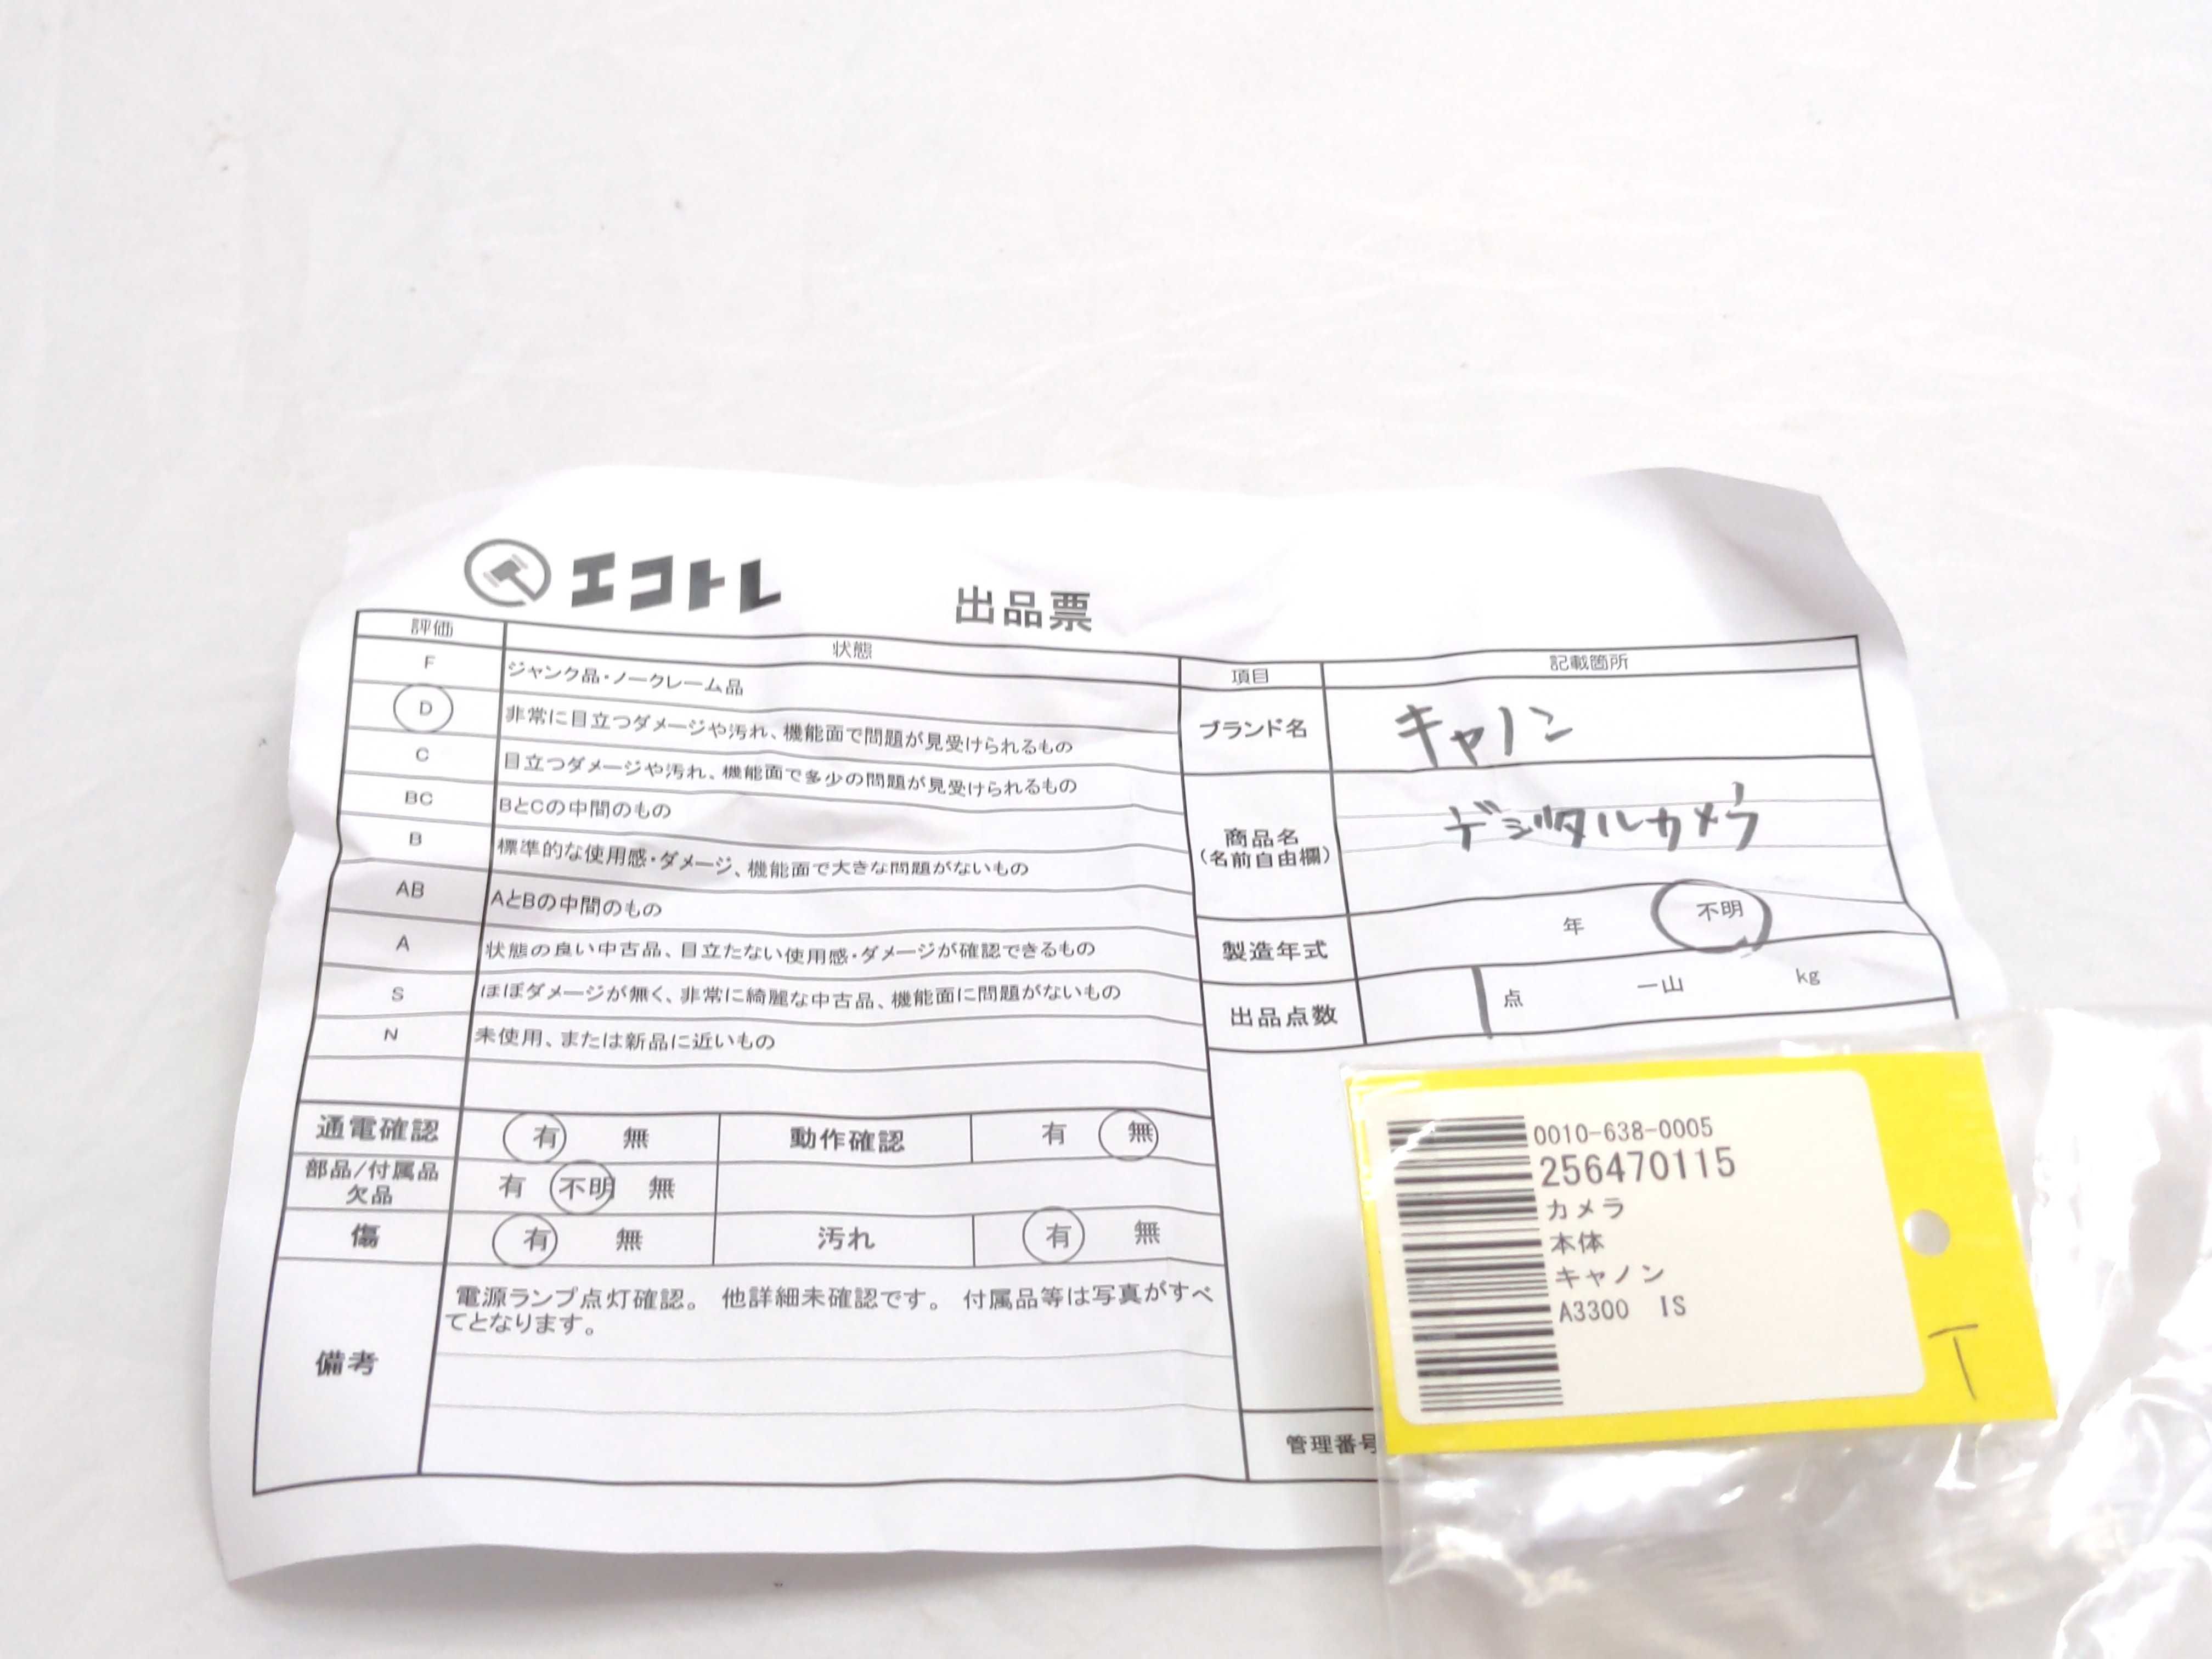 エコトレ 出品票
評価 状態
F ジャンク品・ノークレーム品
D 非常に目立つダメージや汚れ、機能面で問題が見受けられるもの
C 目立つダメージや汚れ、機能面で多少の問題が見受けられるもの
BC BとCの中間のもの
B 標準的な使用感・ダメージ、機能面で大きな問題がないもの
AB AとBの中間のもの
A 状態の良い中古品、目立たない使用感・ダメージが確認できるもの
S ほぼダメージが無く、非常に綺麗な中古品、機能面に問題がないもの
N 未使用、または新品に近いもの
通電確認 有 無 動作確認 有 無
部品/付属品
欠品 有 不明 無
傷 有 無 汚れ 有 無
備考 電源ランプ点灯確認。 他詳細未確認です。 付属品等は写真がすべ
てとなります。
項目 記載箇所
ブランド名 キャノン
商品名
(名前自由欄) デジタルカメラ
製造年式 年 不明
出品点数 1 点 一山 kg
管理番号
0010-638-0005
256470115
カメラ
本体
キャノン
A3300 IS
T